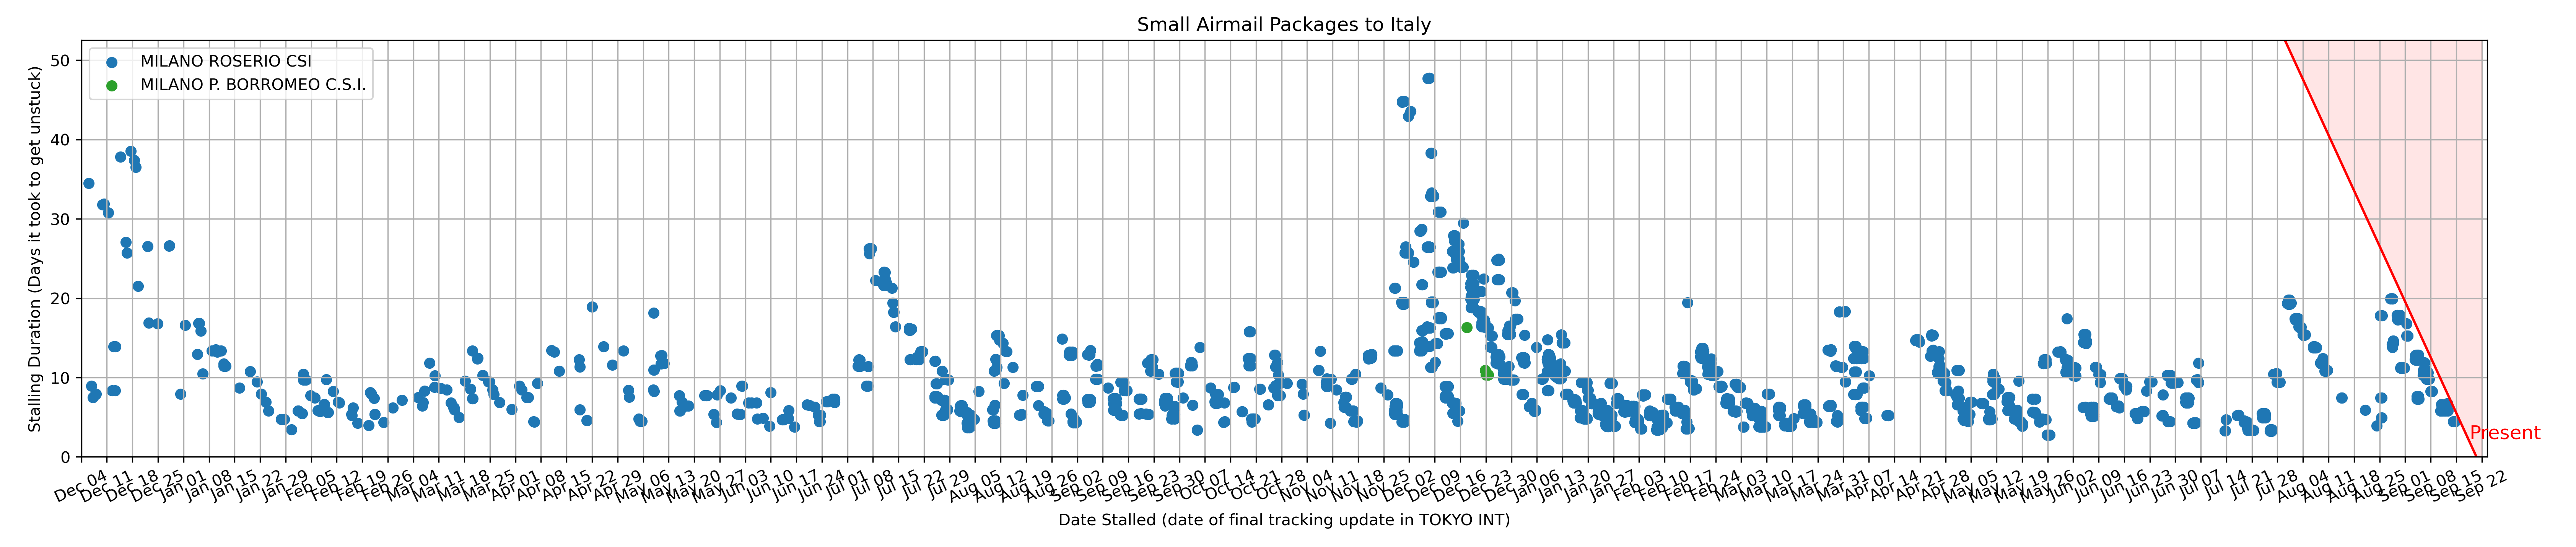 Small Airmail Packages to Italy
MILANO ROSERIO CSI
MILANO P. BORROMEO C.S.I.
Stalling Duration (Days it took to get unstuck)
50
40
30
20
10
0
Present
Dec 04 Dec 11 Dec 18 Dec 25 Jan 01 Jan 08 Jan 15 Jan 22 Jan 29 Feb 05 Feb 12 Feb 19 Feb 26 Mar 04 Mar 11 Mar 18 Mar 25 Apr 01 Apr 08 Apr 15 Apr 22 Apr 29 May 06 May 13 May 20 May 27 Jun 03 Jun 10 Jun 17 Jun 24 Jul 01 Jul 08 Jul 15 Jul 22 Jul 29 Aug 05 Aug 12 Aug 19 Aug 26 Sep 02 Sep 09 Sep 16 Sep 23 Sep 30 Oct 07 Oct 14 Oct 21 Oct 28 Nov 04 Nov 11 Nov 18 Nov 25 Dec 02 Dec 09 Dec 16 Dec 23 Dec 30 Jan 06 Jan 13 Jan 20 Jan 27 Feb 03 Feb 10 Feb 17 Feb 24 Mar 03 Mar 10 Mar 17 Mar 24 Mar 31 Apr 07 Apr 14 Apr 21 Apr 28 May 05 May 12 May 19 May 26 Jun 02 Jun 09 Jun 16 Jun 23 Jun 30 Jul 07 Jul 14 Jul 21 Jul 28 Aug 04 Aug 11 Aug 18 Aug 25 Sep 01 Sep 08 Sep 15 Sep 22
Date Stalled (date of final tracking update in TOKYO INT)